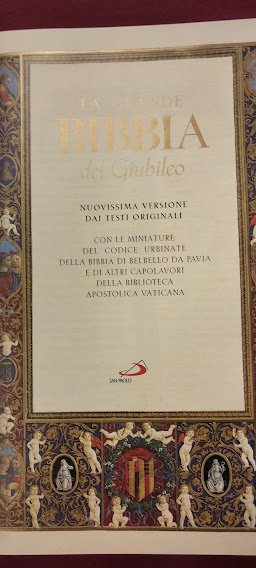 LA GRANDE
BIBBIA
del Giubileo
NUOVISSIMA VERSIONE
DAI TESTI ORIGINALI
CON LE MINIATURE
DEL CODICE URBINATE
DELLA BIBBIA DI BELBELLO DA PAVIA
E DI ALTRI CAPOLAVORI
DELLA BIBLIOTECA
APOSTOLICA VATICANA
SAN PAOLO